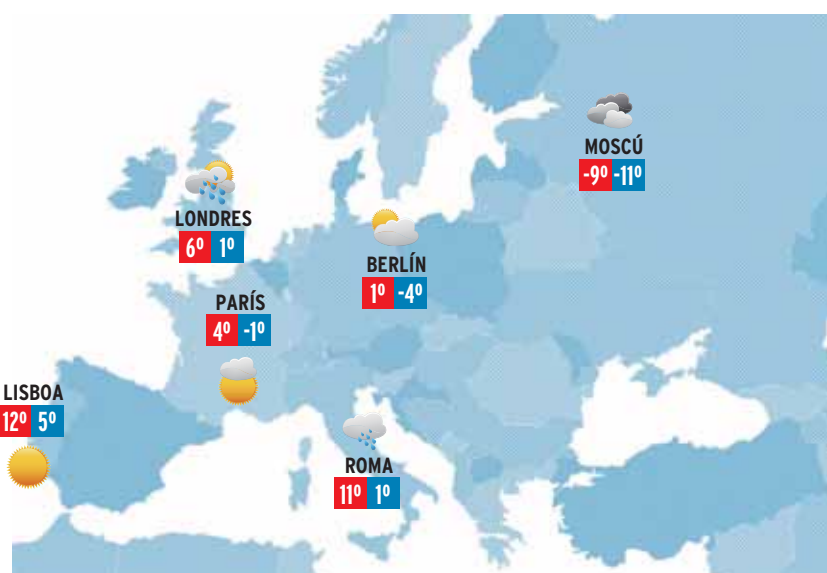 MOSCÚ
-9º -11º
LONDRES
6º 1º
BERLÍN
1º -4º
PARÍS
4º -1º
LISBOA
12º 5º
ROMA
11º 1º